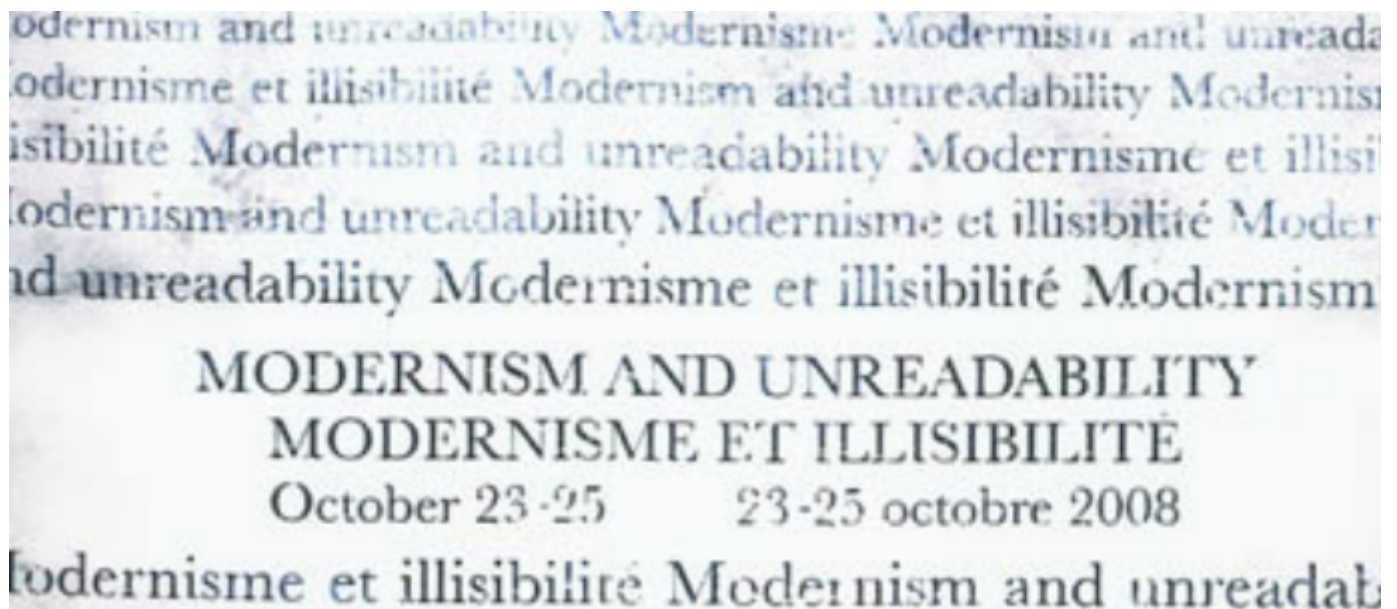 odernism and unreadability Modernisme Modernism and unreada
odernisme et illisibilité Modernism and unreadability Modernis
isibilité Modernism and unreadability Modernisme et illisi
odernism and unreadability Modernisme et illisibilité Moder
nd unreadability Modernisme et illisibilité Modernism
MODERNISM AND UNREADABILITY
MODERNISME ET ILLISIBILITÉ
October 23-25 23-25 octobre 2008
odernisme et illisibilité Modernism and unreadab